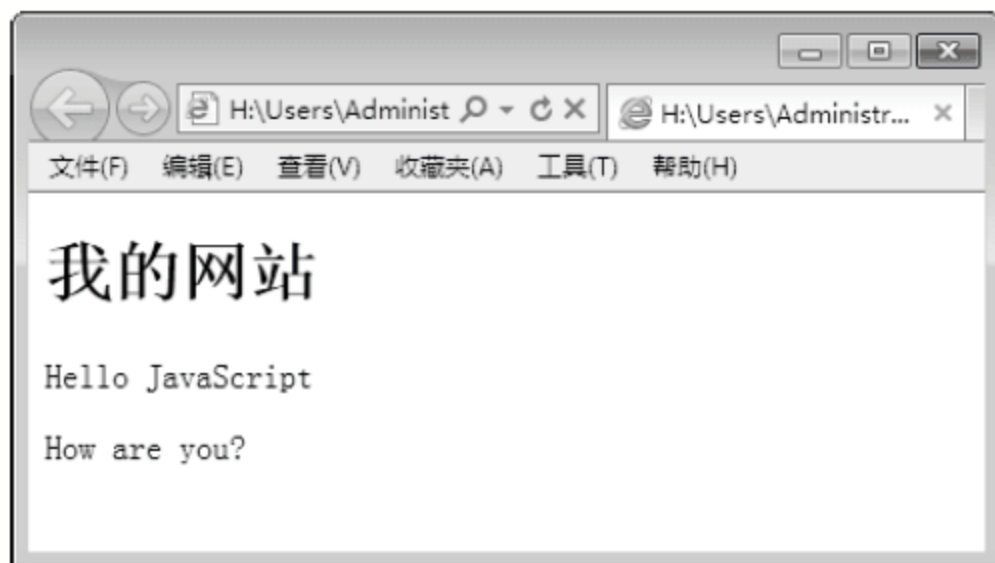 H:\Users\Administ
H:\Users\Administr...
文件(F) 编辑(E) 查看(V) 收藏夹(A) 工具(T) 帮助(H)
我的网站
Hello JavaScript
How are you?